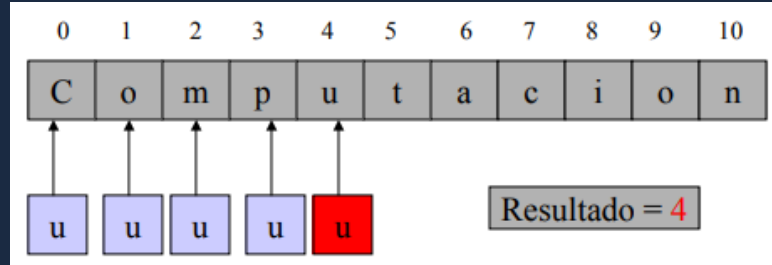 0 1 2 3 4 5 6 7 8 9 10
C o m p u t a c i o n
u u u u u
Resultado = 4